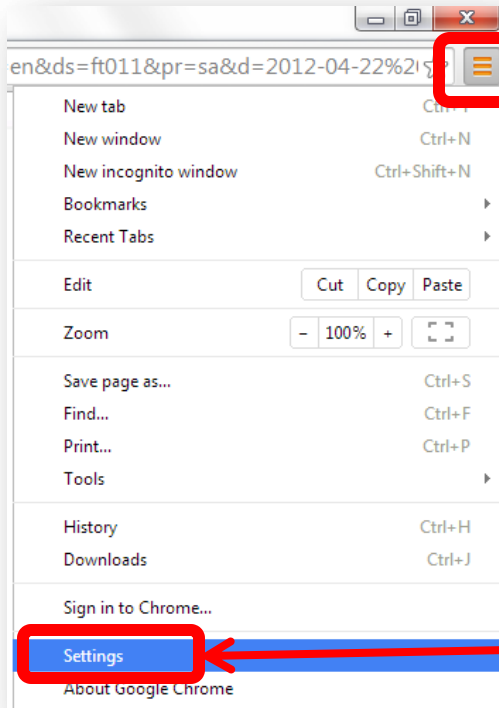 en&ds=ft011&pr=sa&d=2012-04-22%2
New tab
New window Ctrl+N
New incognito window Ctrl+Shift+N
Bookmarks
Recent Tabs
Edit Cut Copy Paste
Zoom - 100% +
Save page as... Ctrl+S
Find... Ctrl+F
Print... Ctrl+P
Tools
History Ctrl+H
Downloads Ctrl+J
Sign in to Chrome...
Settings
About Google Chrome